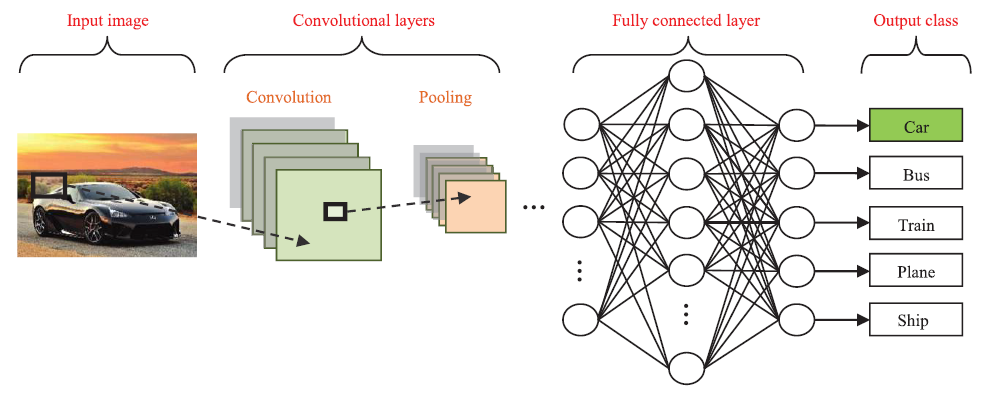 Input image
Convolutional layers
Fully connected layer
Output class
Convolution
Pooling
Car
Bus
Train
Plane
Ship